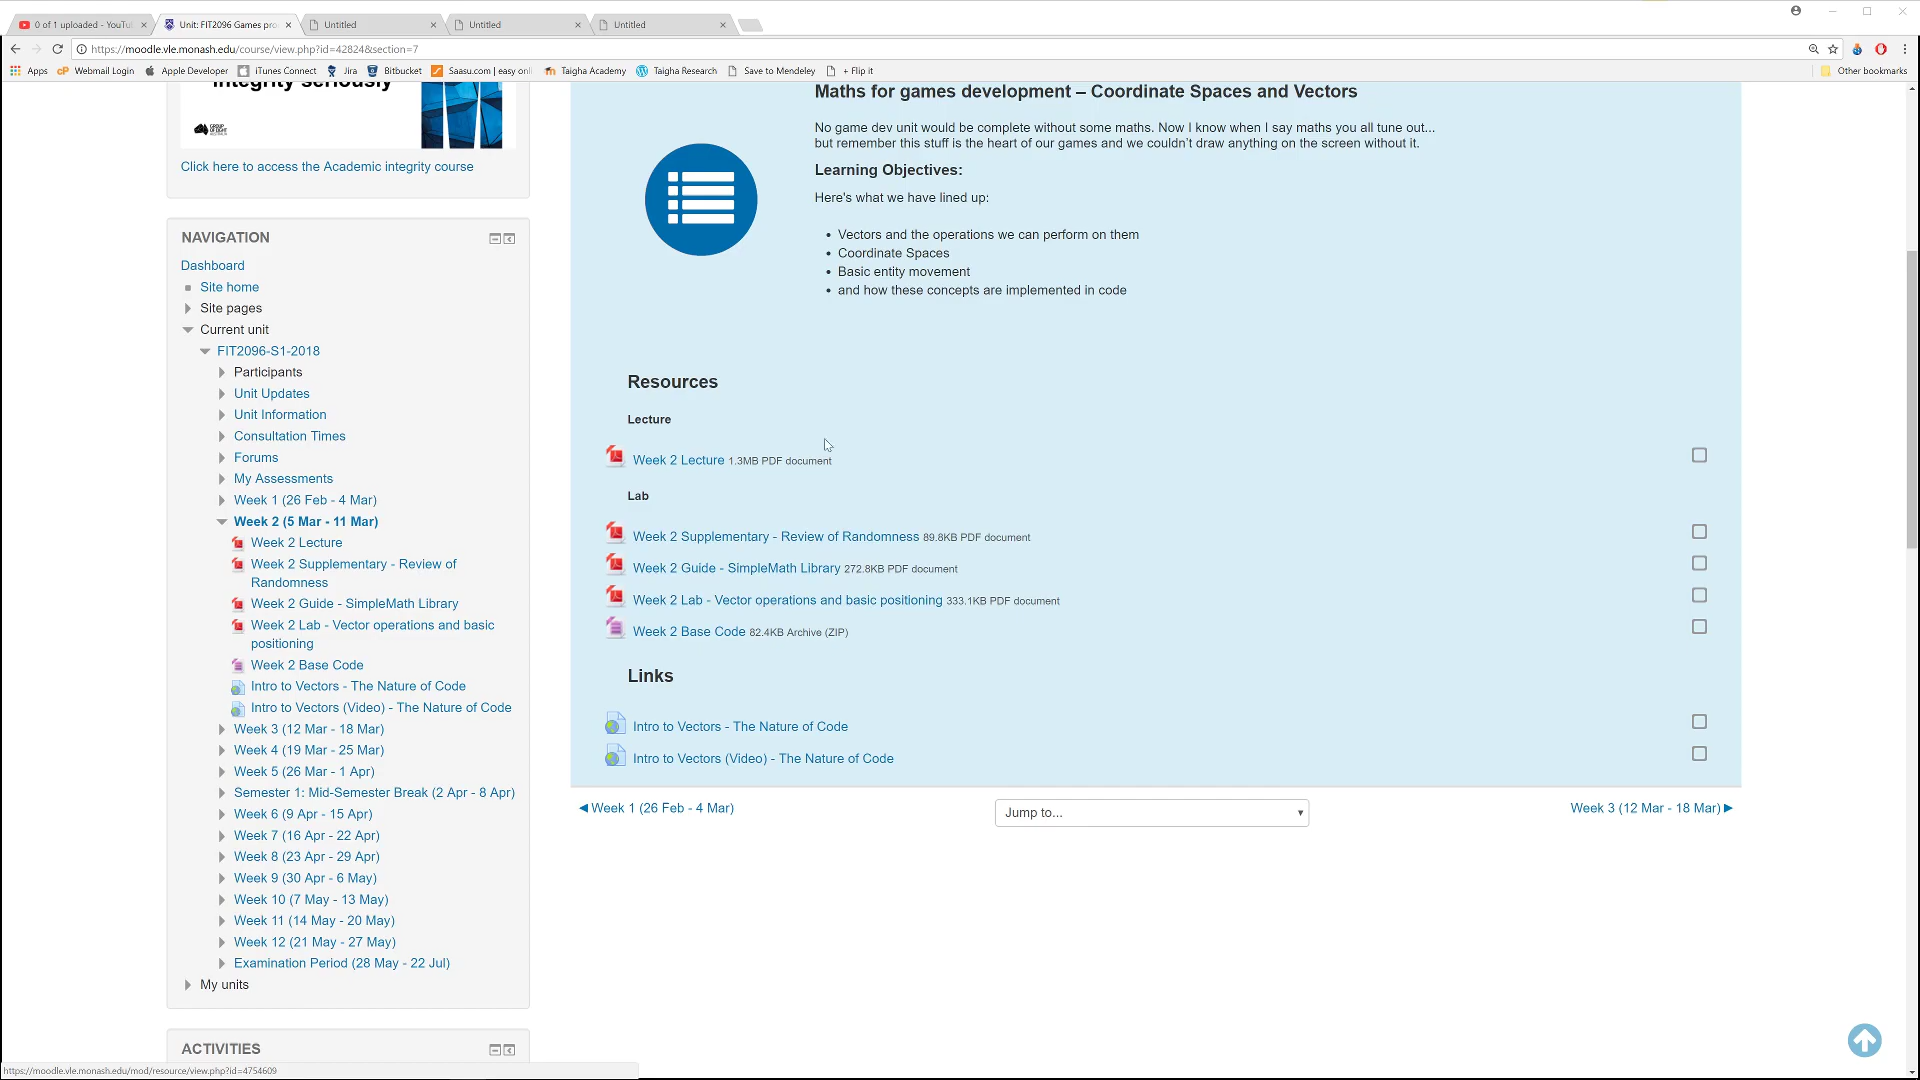 0 of 1 uploaded - YouTu
Unit: FIT2096 Games pro
Untitled
Untitled
Untitled
https://moodle.vle.monash.edu/course/view.php?id=42824&section=7
Apps
Webmail Login
Apple Developer
iTunes Connect
Jira
Bitbucket
Saasu.com | easy onl
Taigha Academy
Taigha Research
Save to Mendeley
+ Flip it
Other bookmarks
integrity seriously
GROUP OF EIGHT AUSTRALIA
Click here to access the Academic integrity course
NAVIGATION
Dashboard
Site home
Site pages
Current unit
FIT2096-S1-2018
Participants
Unit Updates
Unit Information
Consultation Times
Forums
My Assessments
Week 1 (26 Feb - 4 Mar)
Week 2 (5 Mar - 11 Mar)
Week 2 Lecture
Week 2 Supplementary - Review of
Randomness
Week 2 Guide - SimpleMath Library
Week 2 Lab - Vector operations and basic
positioning
Week 2 Base Code
Intro to Vectors - The Nature of Code
Intro to Vectors (Video) - The Nature of Code
Week 3 (12 Mar - 18 Mar)
Week 4 (19 Mar - 25 Mar)
Week 5 (26 Mar - 1 Apr)
Semester 1: Mid-Semester Break (2 Apr - 8 Apr)
Week 6 (9 Apr - 15 Apr)
Week 7 (16 Apr - 22 Apr)
Week 8 (23 Apr - 29 Apr)
Week 9 (30 Apr - 6 May)
Week 10 (7 May - 13 May)
Week 11 (14 May - 20 May)
Week 12 (21 May - 27 May)
Examination Period (28 May - 22 Jul)
My units
ACTIVITIES
Maths for games development – Coordinate Spaces and Vectors
No game dev unit would be complete without some maths. Now I know when I say maths you all tune out...
but remember this stuff is the heart of our games and we couldn't draw anything on the screen without it.
Learning Objectives:
Here's what we have lined up:
• Vectors and the operations we can perform on them
• Coordinate Spaces
• Basic entity movement
• and how these concepts are implemented in code
Resources
Lecture
Week 2 Lecture 1.3MB PDF document
Lab
Week 2 Supplementary - Review of Randomness 89.8KB PDF document
Week 2 Guide - SimpleMath Library 272.8KB PDF document
Week 2 Lab - Vector operations and basic positioning 333.1KB PDF document
Week 2 Base Code 82.4KB Archive (ZIP)
Links
Intro to Vectors - The Nature of Code
Intro to Vectors (Video) - The Nature of Code
◀ Week 1 (26 Feb - 4 Mar)
Jump to...
Week 3 (12 Mar - 18 Mar) ▶
https://moodle.vle.monash.edu/mod/resource/view.php?id=4754609